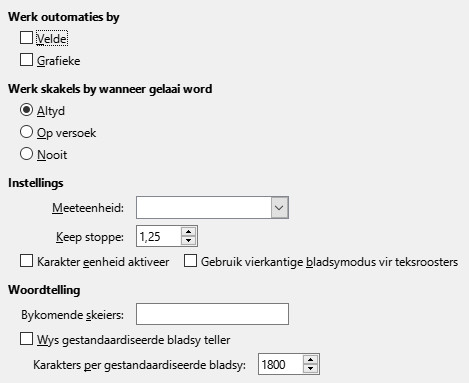 Werk outomaties by
Velde
Grafieke
Werk skakels by wanneer gelaai word
Altyd
Op versoek
Nooit
Instellings
Meeteenheid:
Keep stoppe: 1,25
Karakter eenheid aktiveer Gebruik vierkantige bladsymodus vir teksroosters
Woordtelling
Bykomende skeiers:
Wys gestandaardiseerde bladsy teller
Karakters per gestandaardiseerde bladsy: 1800